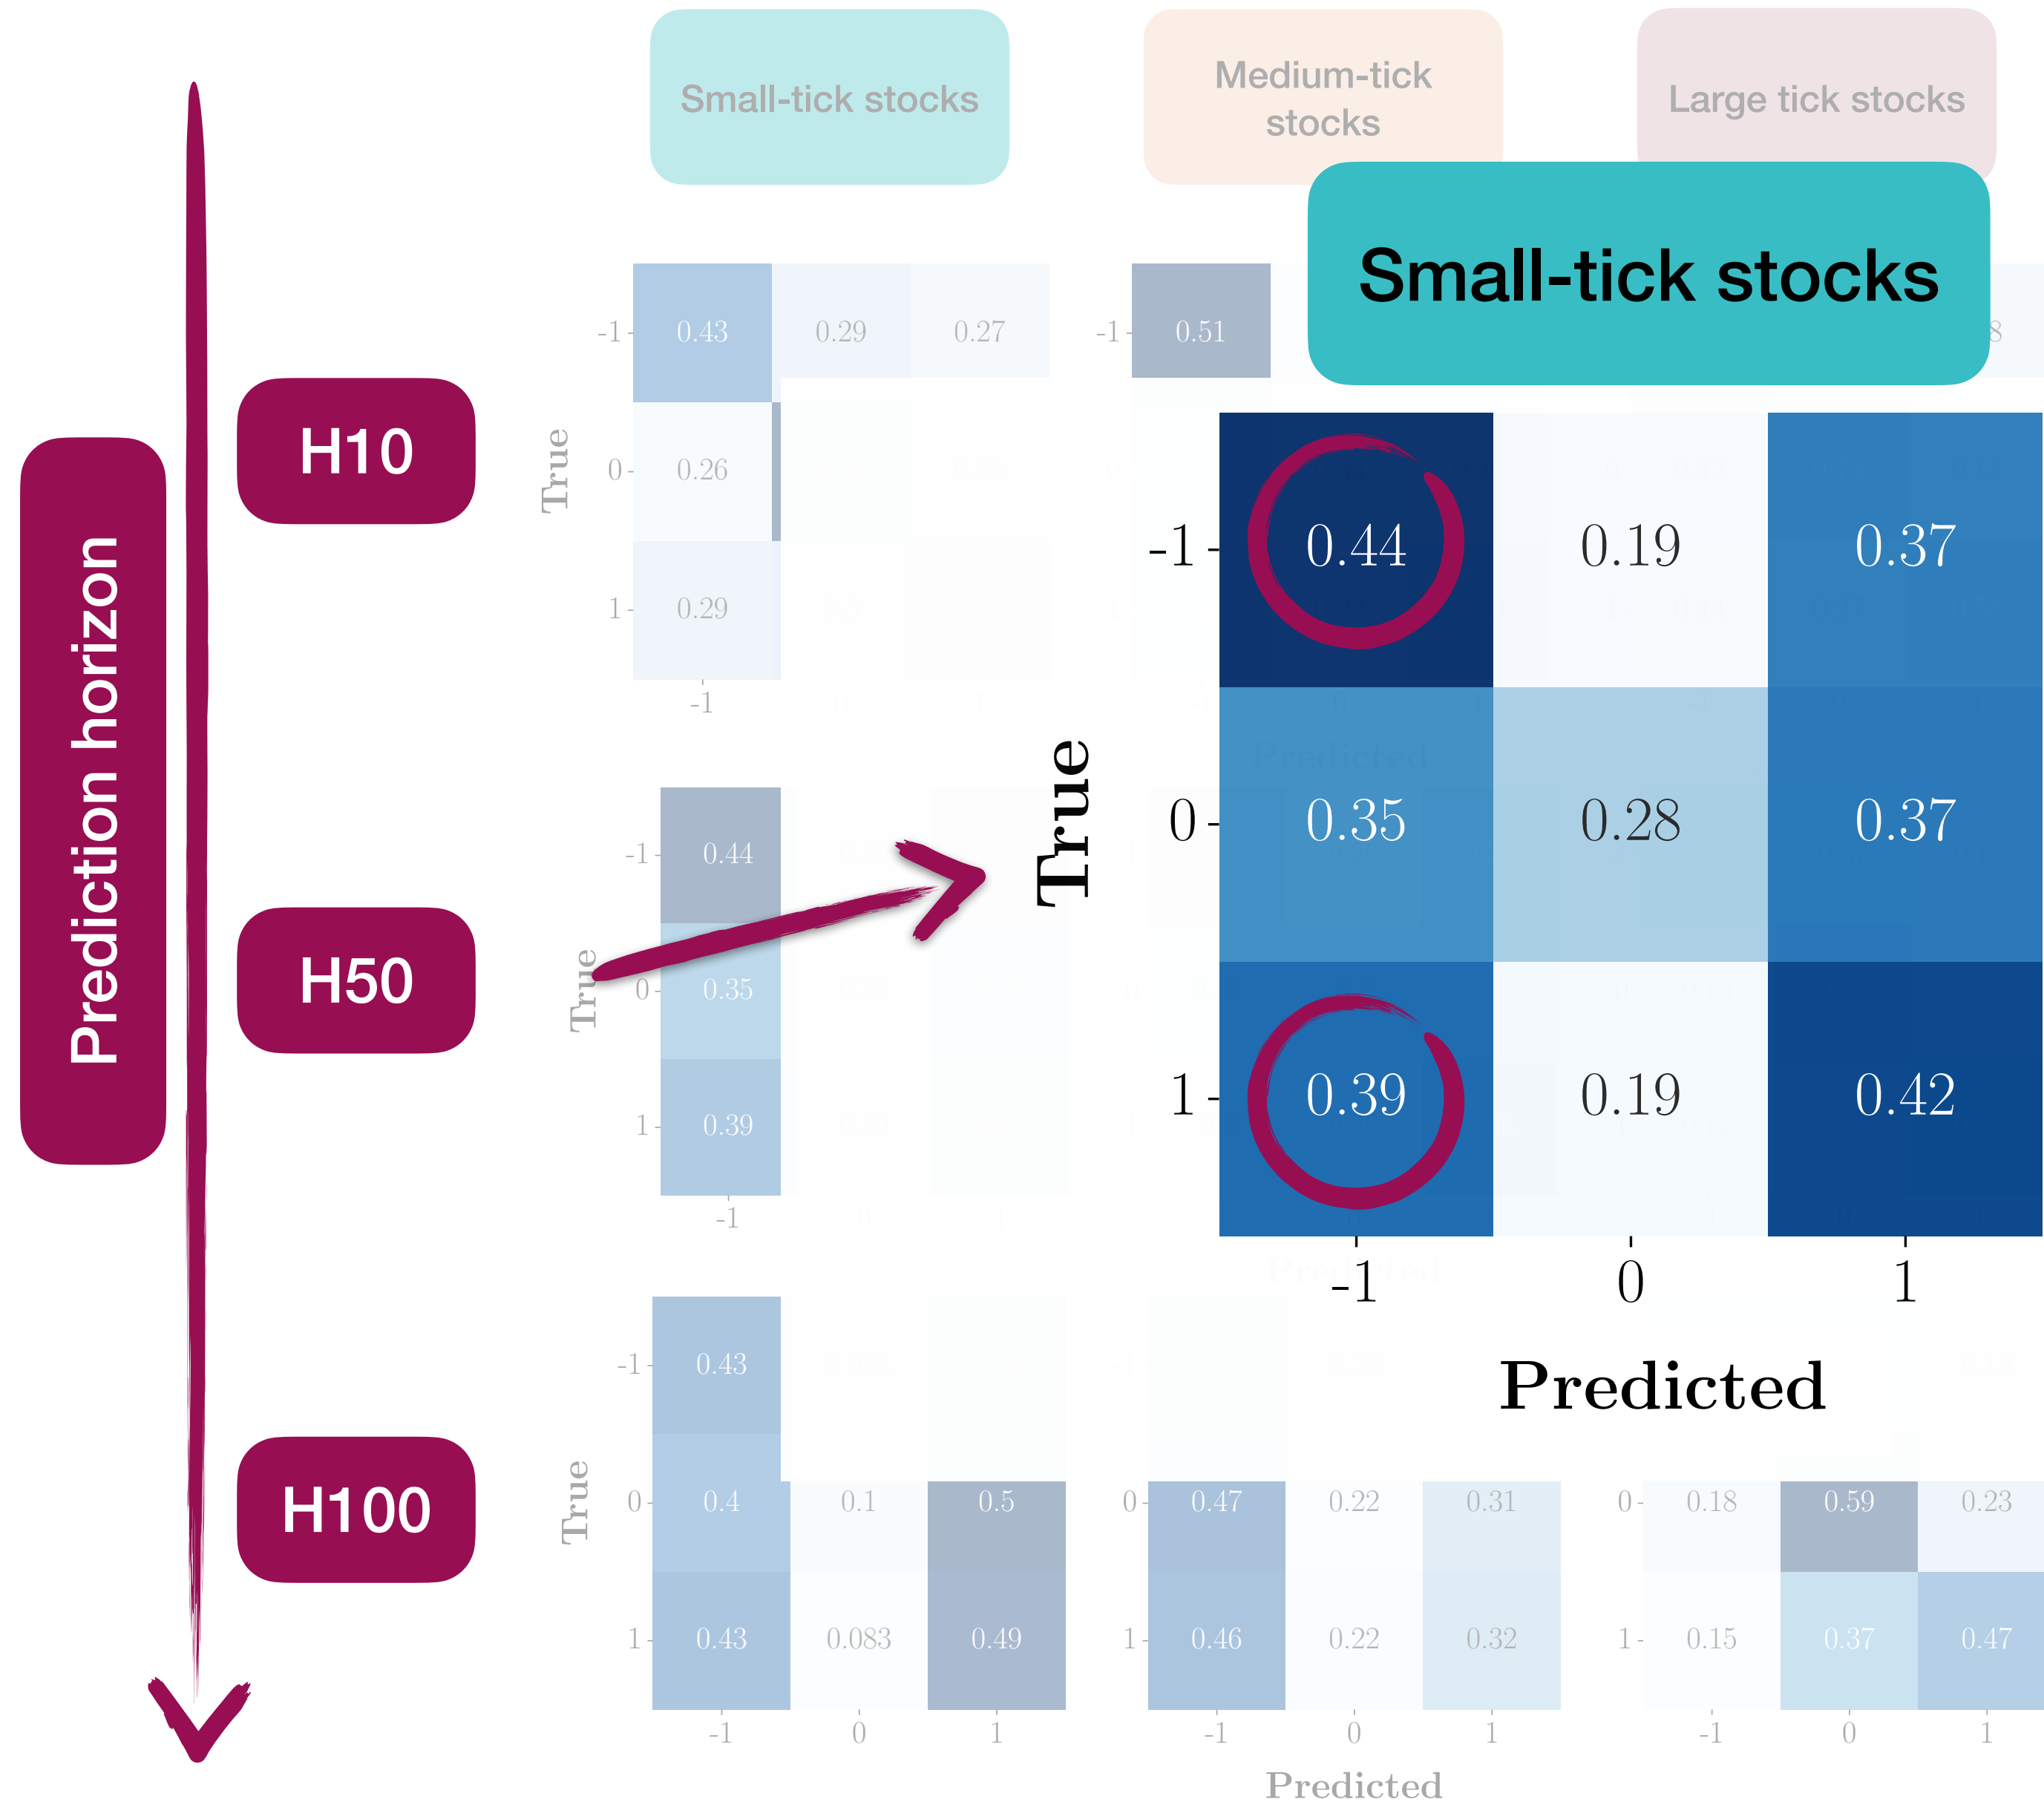 Small-tick stocks
Medium-tick
stocks
Large tick stocks
Small-tick stocks
Prediction horizon
H10
True
-1 0.43 0.29 0.27
0 0.26
1 0.29
-1
-1 0.51
H50
True
-1 0.44
0 0.35
1 0.39
-1
True
-1 0.44 0.19 0.37
0 0.35 0.28 0.37
1 0.39 0.19 0.42
-1 0 1
Predicted
H100
True
-1 0.43
0 0.4 0.1 0.5
1 0.43 0.083 0.49
-1 0 1
0 0.47 0.22 0.31
1 0.46 0.22 0.32
-1 0 1
0 0.18 0.59 0.23
1 0.15 0.37 0.47
-1 0 1
Predicted